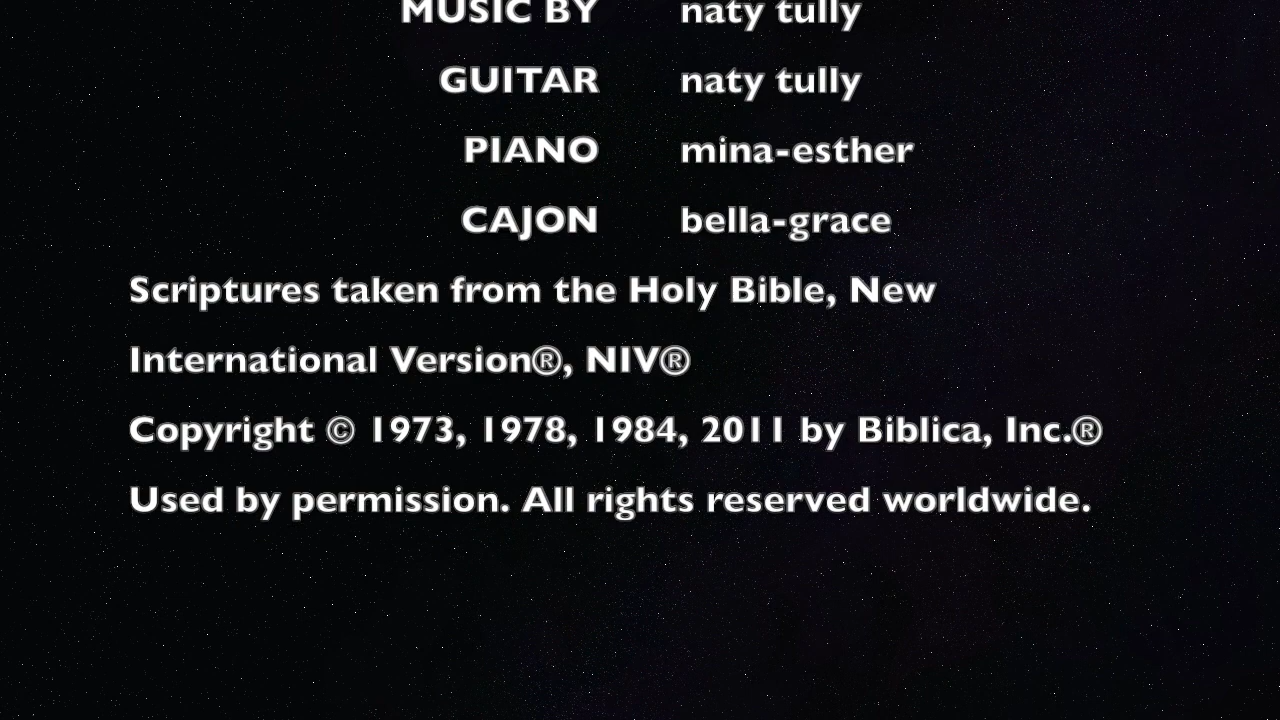 MUSIC BY naty tully
GUITAR naty tully
PIANO mina-esther
CAJON bella-grace
Scriptures taken from the Holy Bible, New
International Version®, NIV®
Copyright © 1973, 1978, 1984, 2011 by Biblica, Inc.®
Used by permission. All rights reserved worldwide.